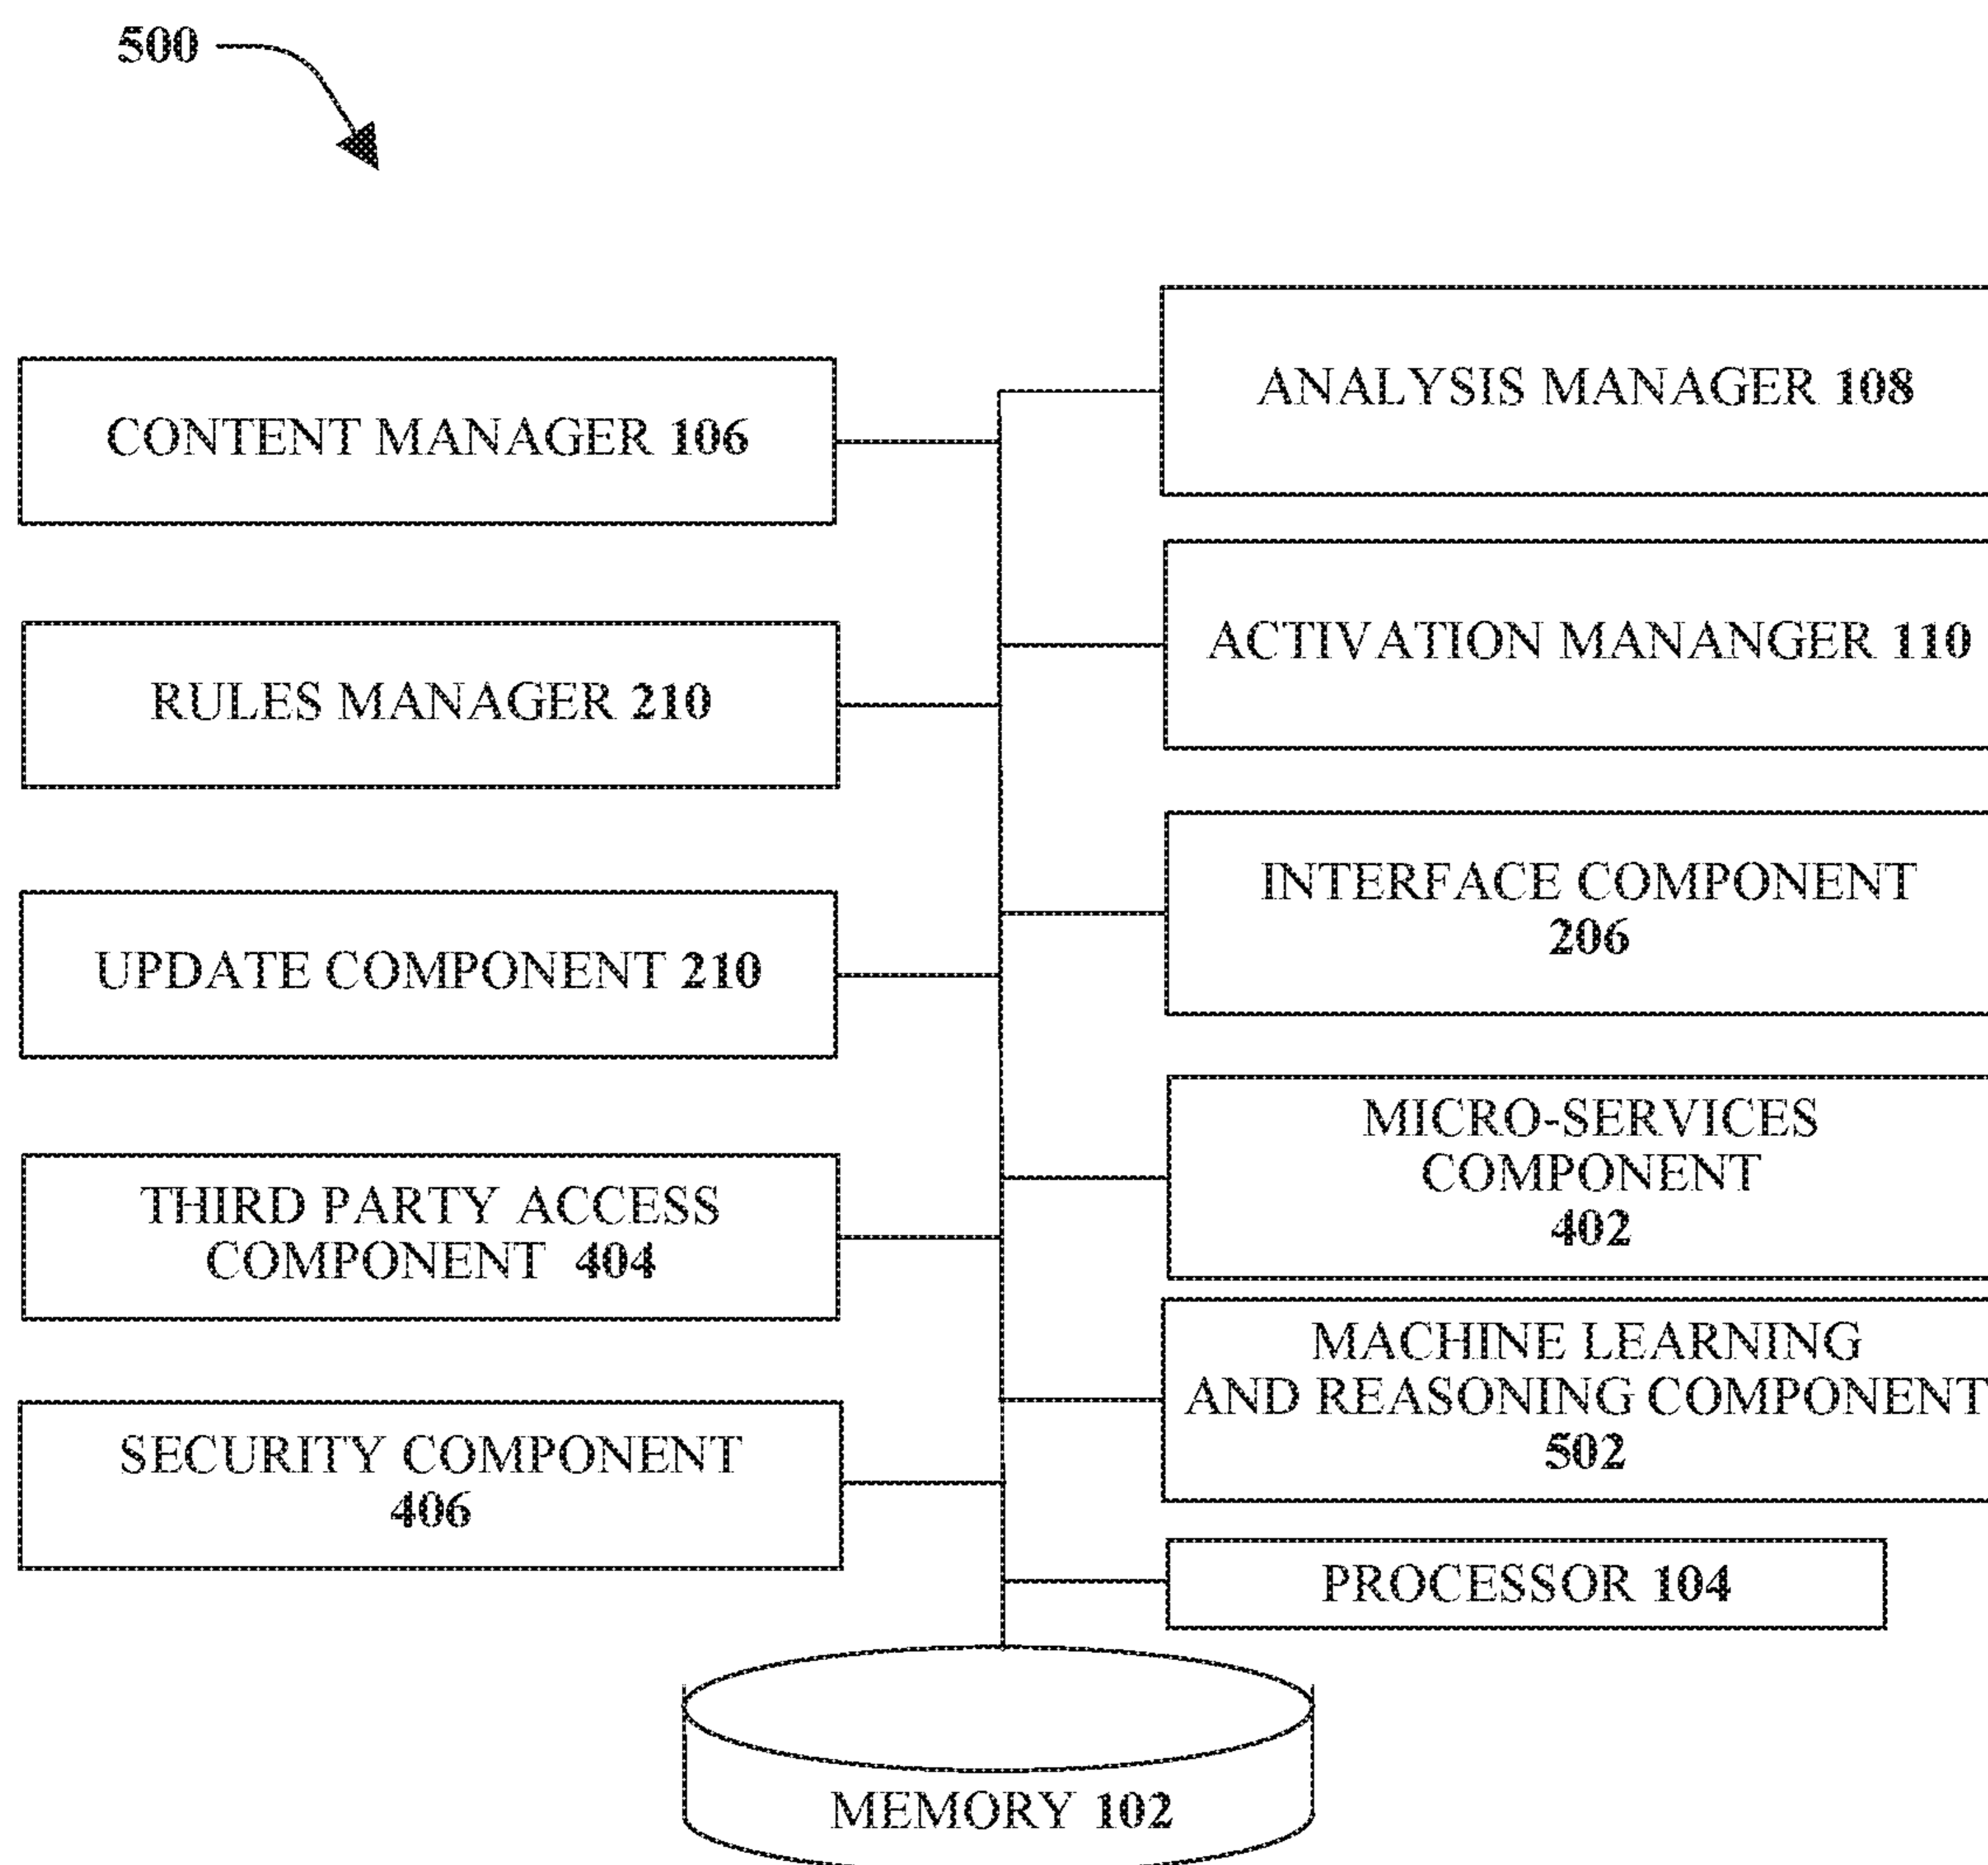 500
CONTENT MANAGER 106
ANALYSIS MANAGER 108
RULES MANAGER 210
ACTIVATION MANANGER 110
UPDATE COMPONENT 210
INTERFACE COMPONENT
206
THIRD PARTY ACCESS
COMPONENT 404
MICRO-SERVICES
COMPONENT
402
SECURITY COMPONENT
406
MACHINE LEARNING
AND REASONING COMPONENT
502
PROCESSOR 104
MEMORY 102